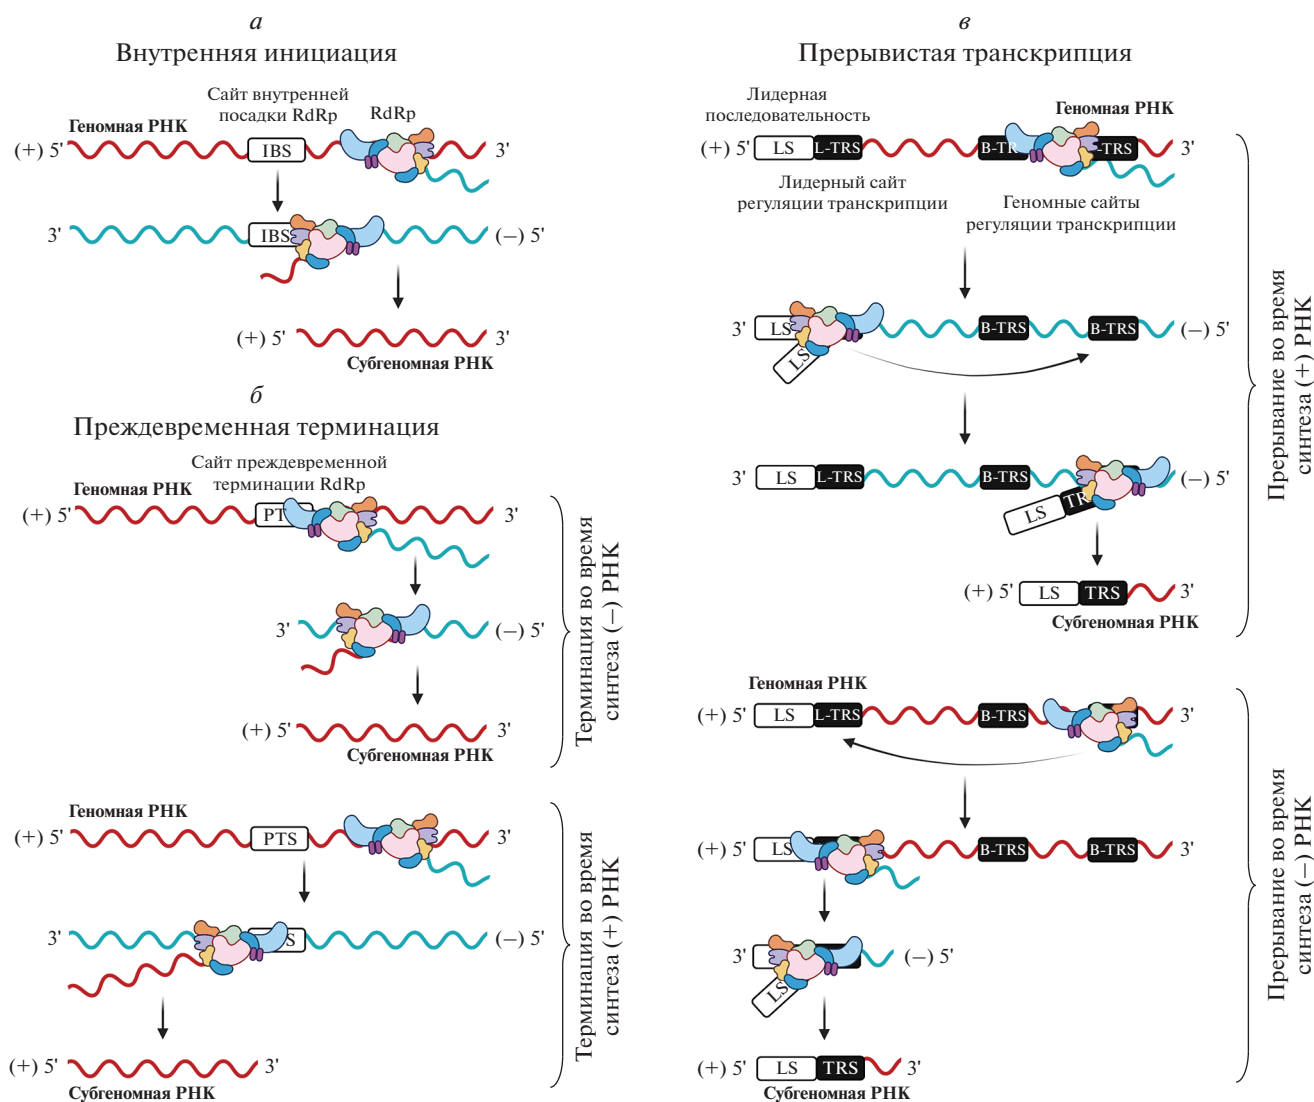 а
Внутренняя инициация
Сайт внутренней
посадки RdRp
RdRp
Геномная РНК
(+) 5'
IBS
3'
3'
IBS
(−) 5'
(+) 5'
3'
Субгеномная РНК
б
Преждевременная терминация
Сайт преждевременной
терминации RdRp
Геномная РНК
(+) 5'
3'
3'
(−) 5'
(+) 5'
3'
Субгеномная РНК
Терминация во время
синтеза (−) РНК
Геномная РНК
(+) 5'
PTS
3'
3'
(−) 5'
(+) 5'
3'
Субгеномная РНК
Терминация во время
синтеза (+) РНК
в
Прерывистая транскрипция
Лидерная
последовательность
Геномная РНК
(+) 5'
LS
L-TRS
3'
Лидерный сайт
регуляции транскрипции
Геномные сайты
регуляции транскрипции
3'
LS
B-TRS
B-TRS
(−) 5'
LS
3'
LS
L-TRS
B-TRS
(−) 5'
LS
(+) 5'
LS
TRS
3'
Субгеномная РНК
Прерывание во время
синтеза (+) РНК
Геномная РНК
(+) 5'
LS
L-TRS
B-TRS
3'
(+) 5'
LS
B-TRS
B-TRS
3'
3'
(−) 5'
LS
(+) 5'
LS
TRS
3'
Субгеномная РНК
Прерывание во время
синтеза (−) РНК